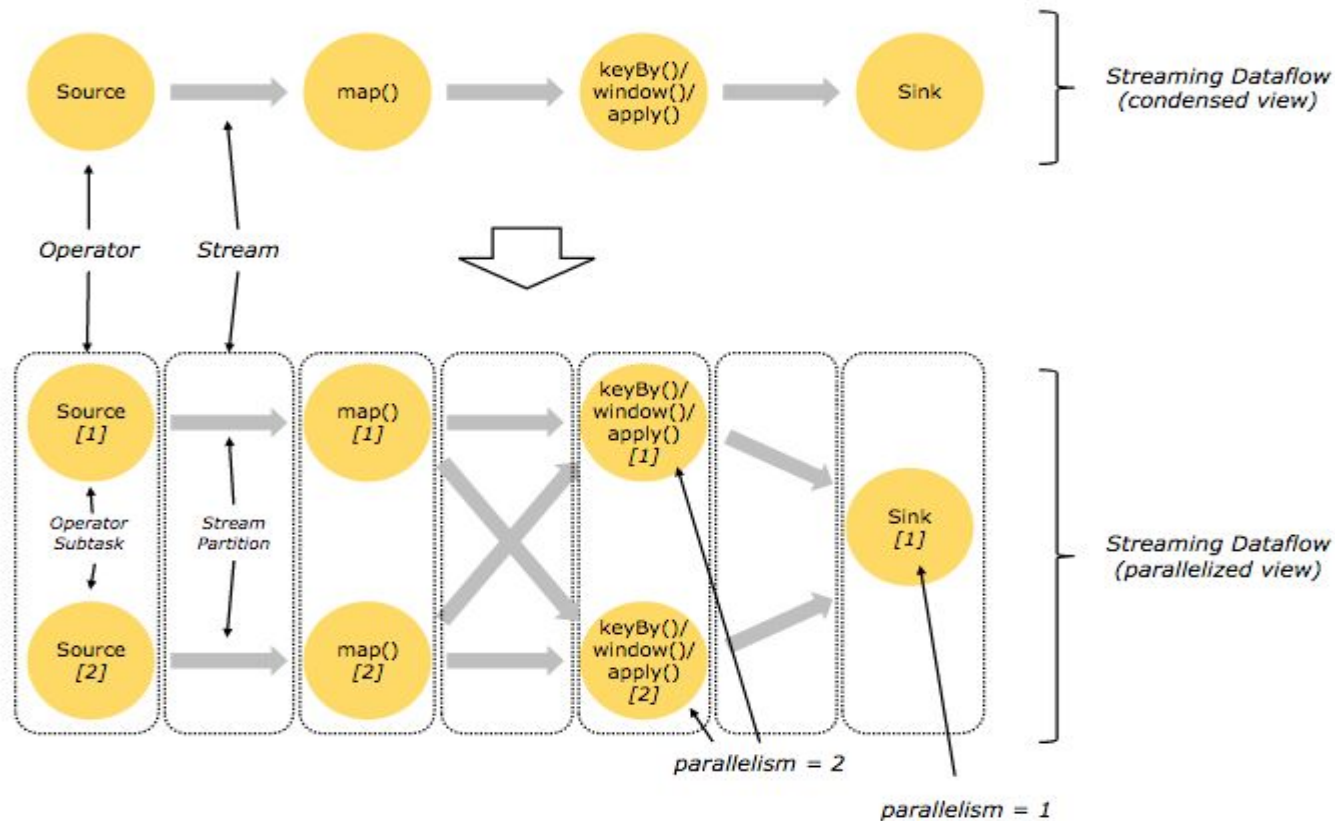 Source
map()
keyBy()/
window()/
apply()
Sink
Streaming Dataflow
(condensed view)
Operator
Stream
Source
[1]
map()
[1]
keyBy()/
window()/
apply()
[1]
Operator
Subtask
Stream
Partition
Sink
[1]
Streaming Dataflow
(parallelized view)
Source
[2]
map()
[2]
keyBy()/
window()/
apply()
[2]
parallelism = 2
parallelism = 1